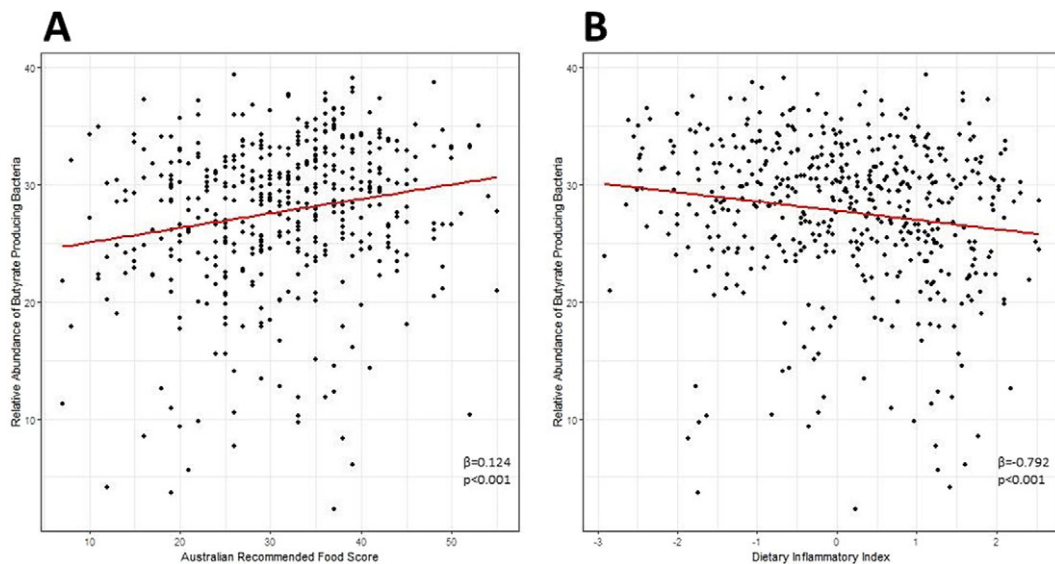 A
B
Relative Abundance of Butyrate Producing Bacteria
40
30
20
10
β=0.124
p<0.001
10
20
30
40
50
Australian Recommended Food Score
Relative Abundance of Butyrate Producing Bacteria
40
30
20
10
β=-0.792
p<0.001
-3
-2
-1
0
1
2
Dietary Inflammatory Index